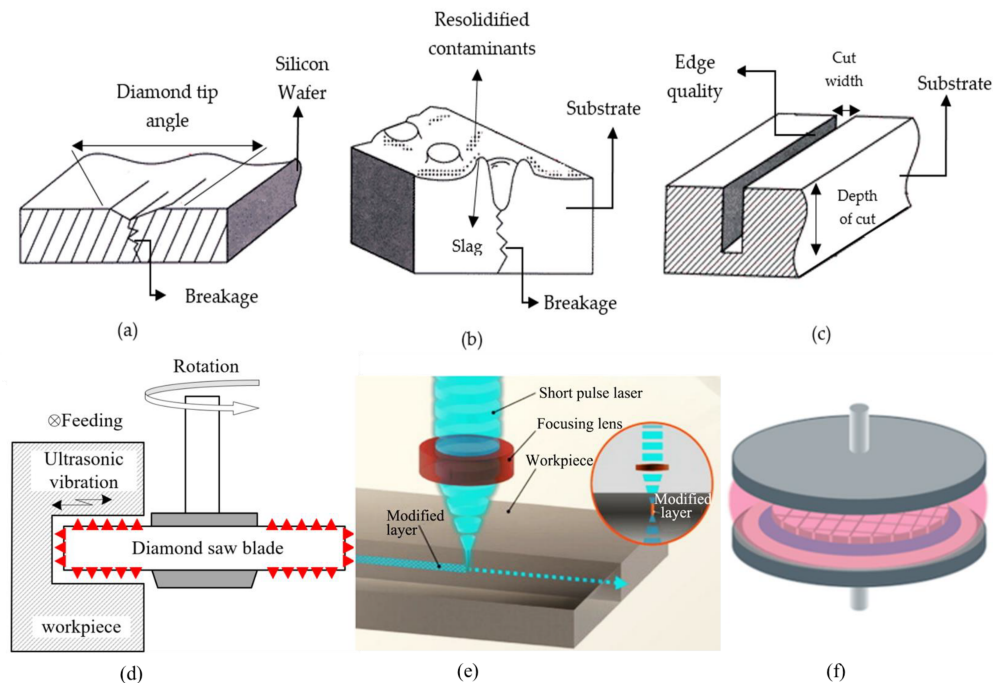 Diamond tip
angle
Silicon
Wafer
Breakage
(a)
Resolidified
contaminants
Substrate
Slag
Breakage
(b)
Edge
quality
Cut
width
Substrate
Depth
of cut
(c)
Rotation
⊗Feeding
Ultrasonic
vibration
Diamond saw blade
workpiece
(d)
Short pulse laser
Focusing lens
Workpiece
Modified
layer
Modified
layer
(e)
(f)